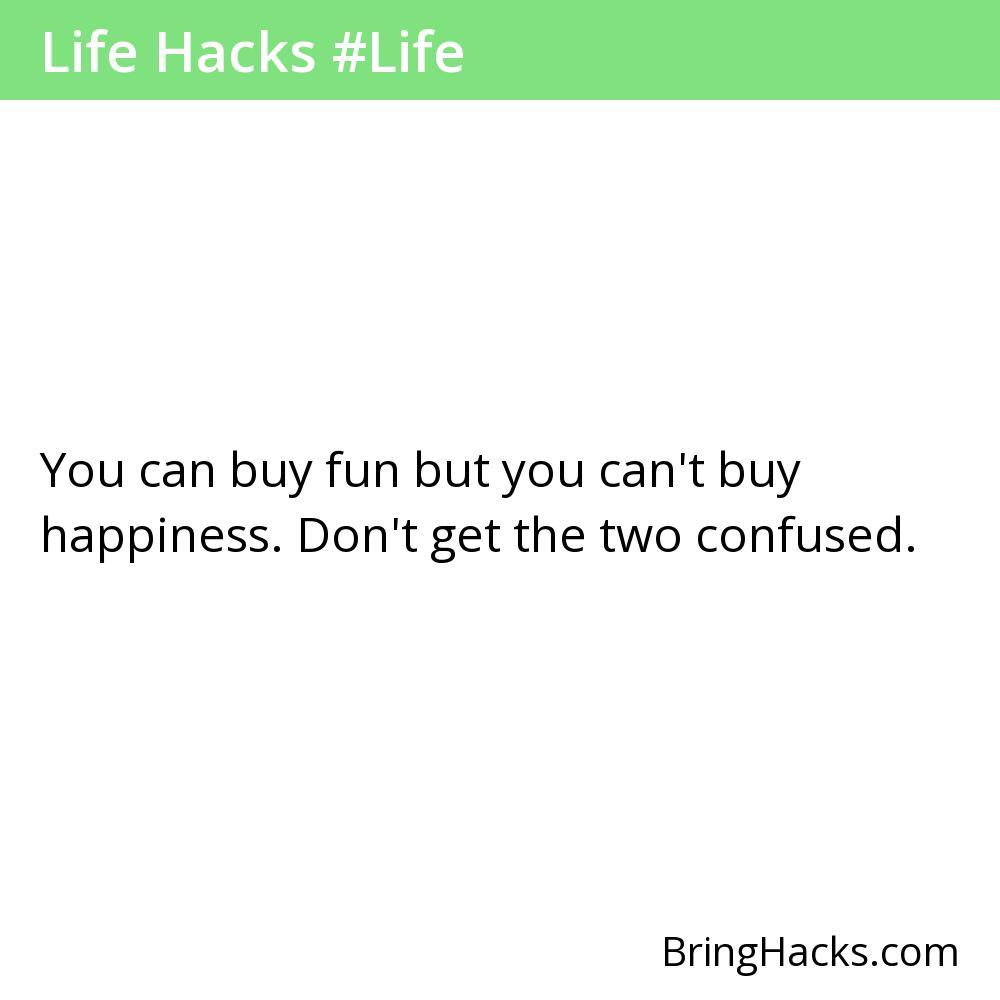 Life Hacks #Life
You can buy fun but you can't buy
happiness. Don't get the two confused.
BringHacks.com